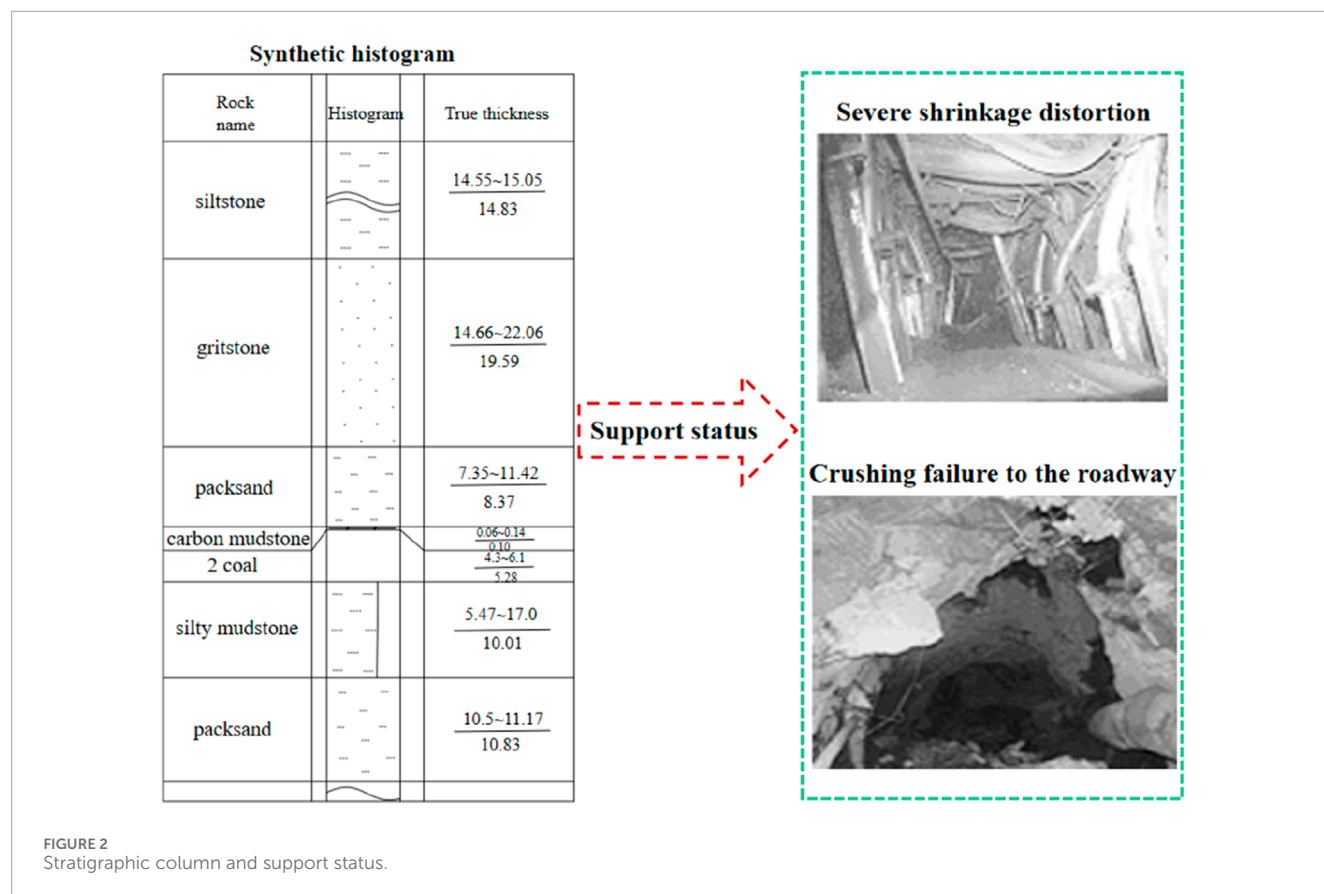 Synthetic histogram
Rock
name
Histogram
True thickness
siltstone
14.55~15.05
14.83
gritstone
14.66~22.06
19.59
packsand
7.35~11.42
8.37
carbon mudstone
0.06~0.14
0.10
2 coal
4.3~6.1
5.28
silty mudstone
5.47~17.0
10.01
packsand
10.5~11.17
10.83
Support status
Severe shrinkage distortion
Crushing failure to the roadway
FIGURE 2
Stratigraphic column and support status.